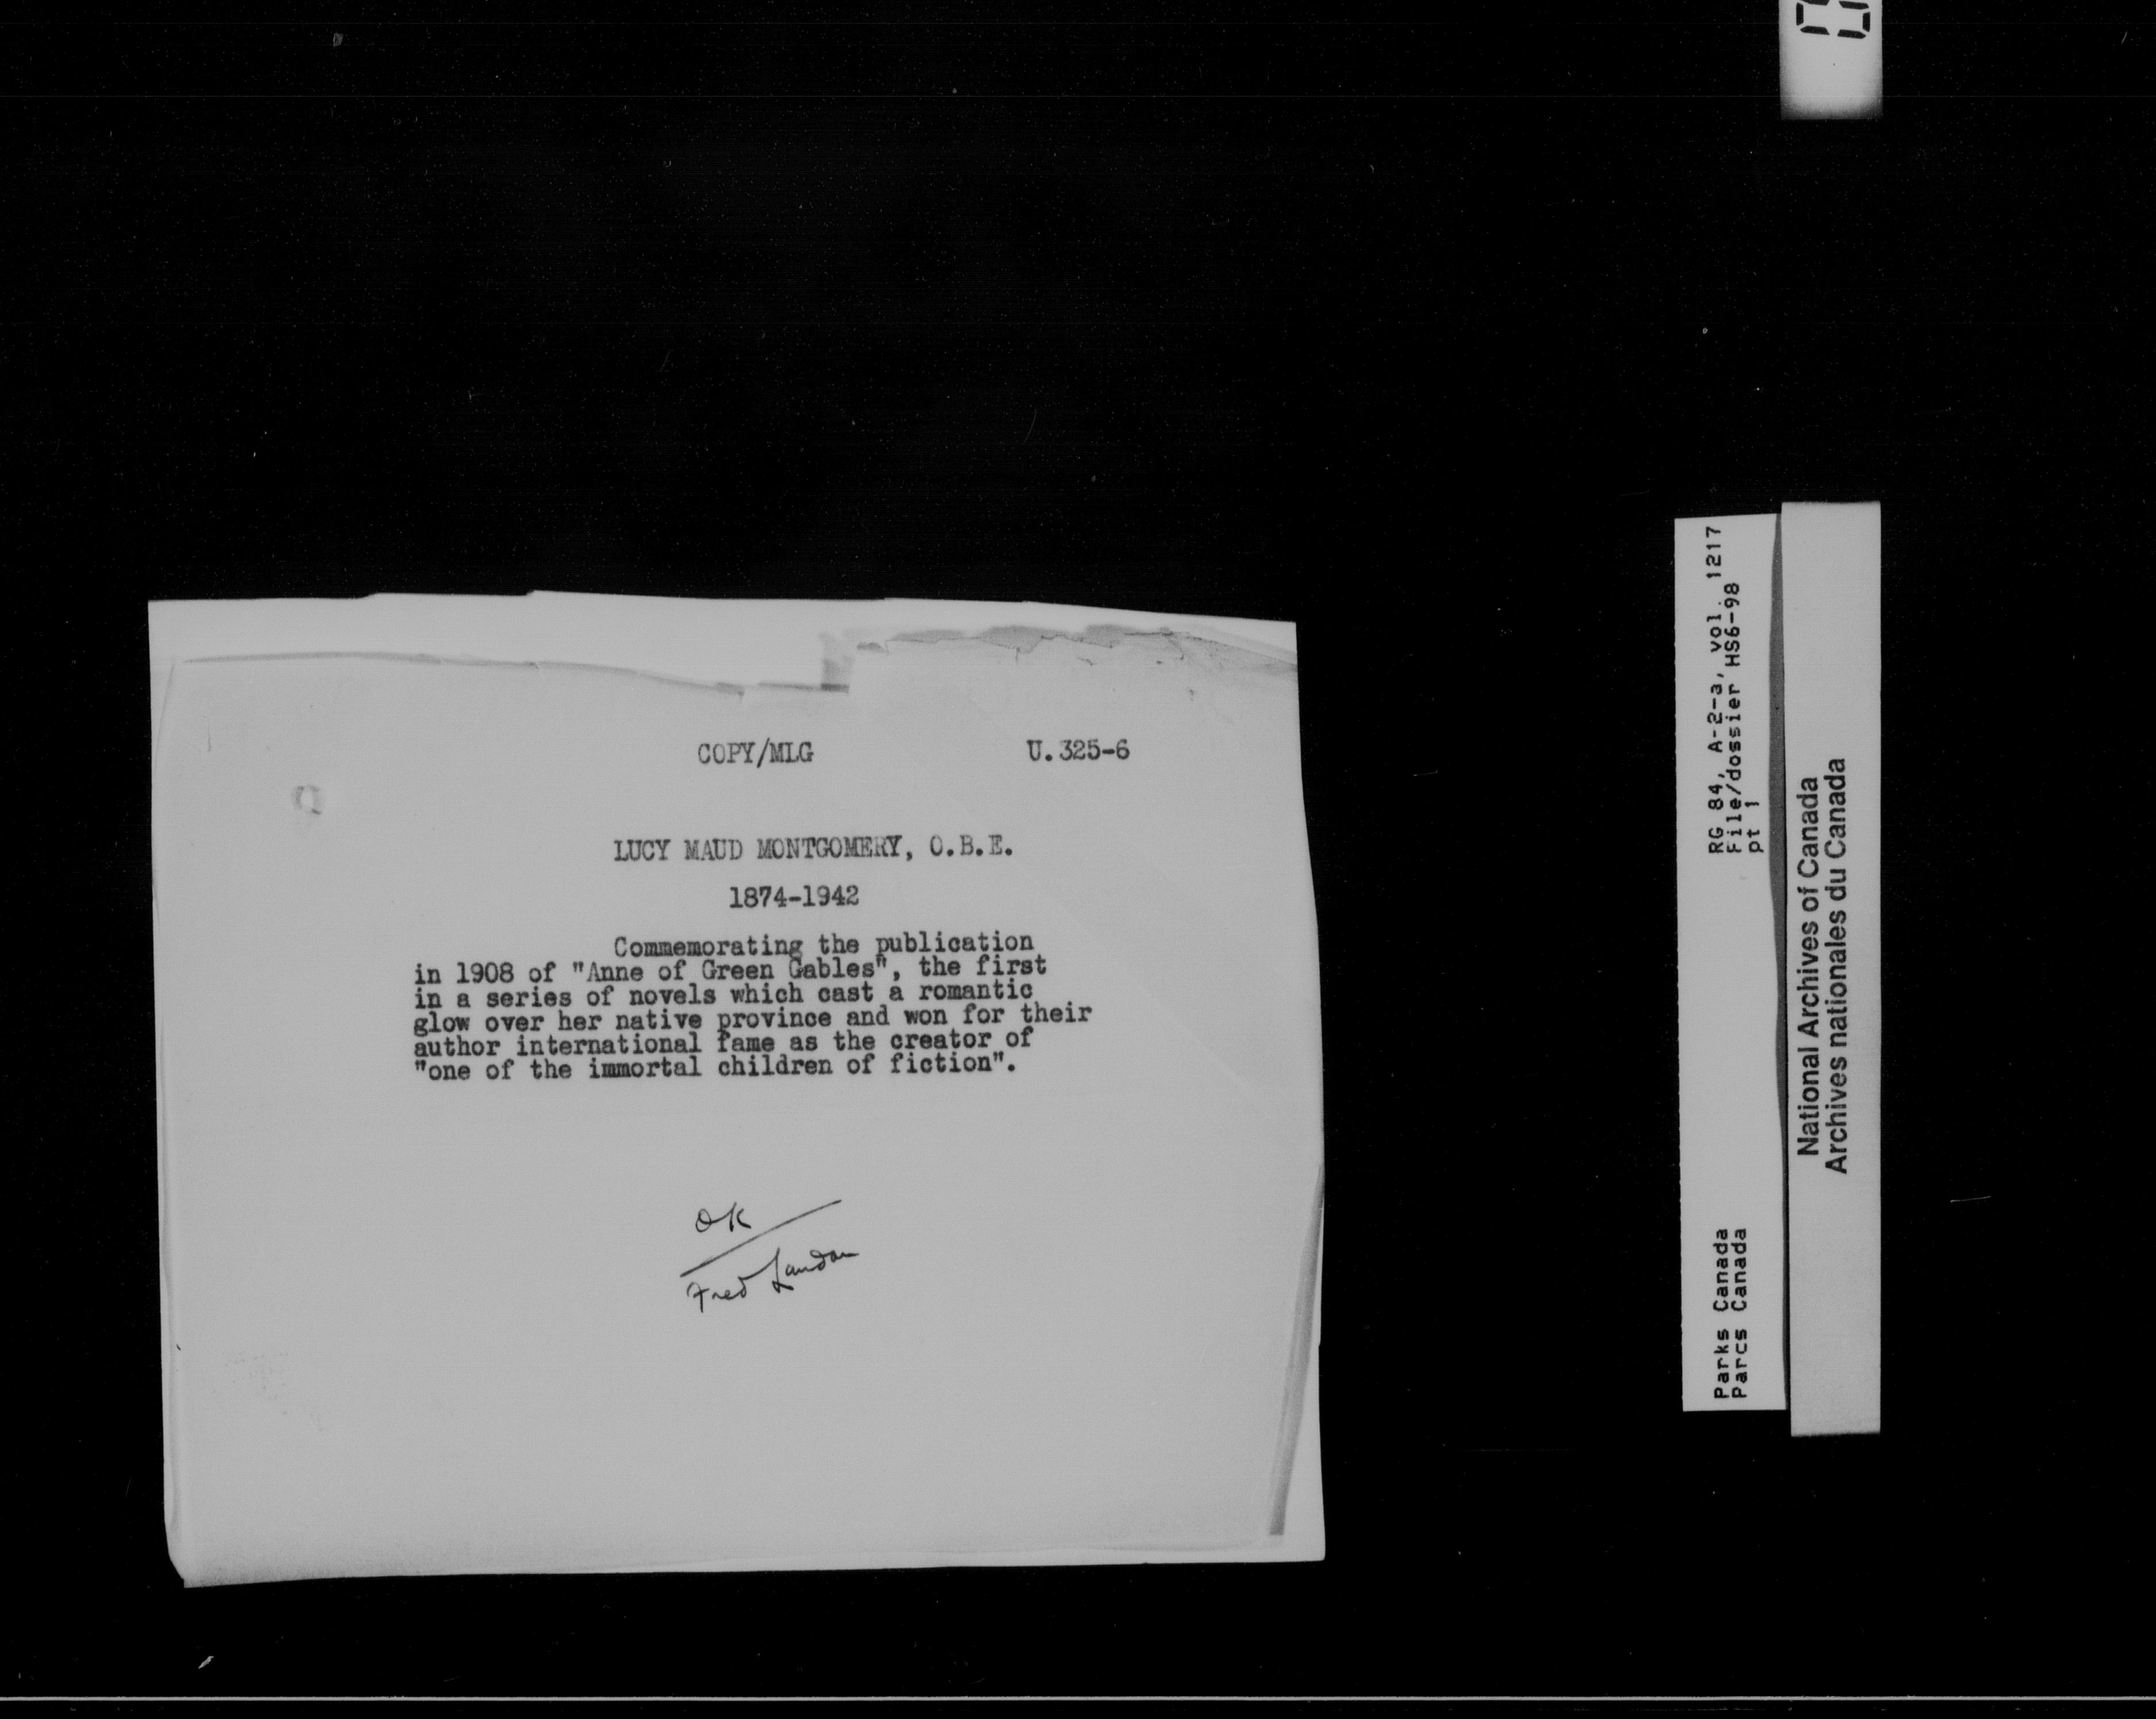 COPY/MLG U.325-6
LUCY MAUD MONTGOMERY, O.B.E.
1874-1942
Commemorating the publication
in 1908 of "Anne of Green Gables", the first
in a series of novels which cast a romantic
glow over her native province and won for their
author international fame as the creator of
"one of the immortal children of fiction".
OK
Fred Landon
Parks Canada RG 84, A-2-a, vol. 1217
Parcs Canada File/dossier HS6-98
pt 1
National Archives of Canada
Archives nationales du Canada